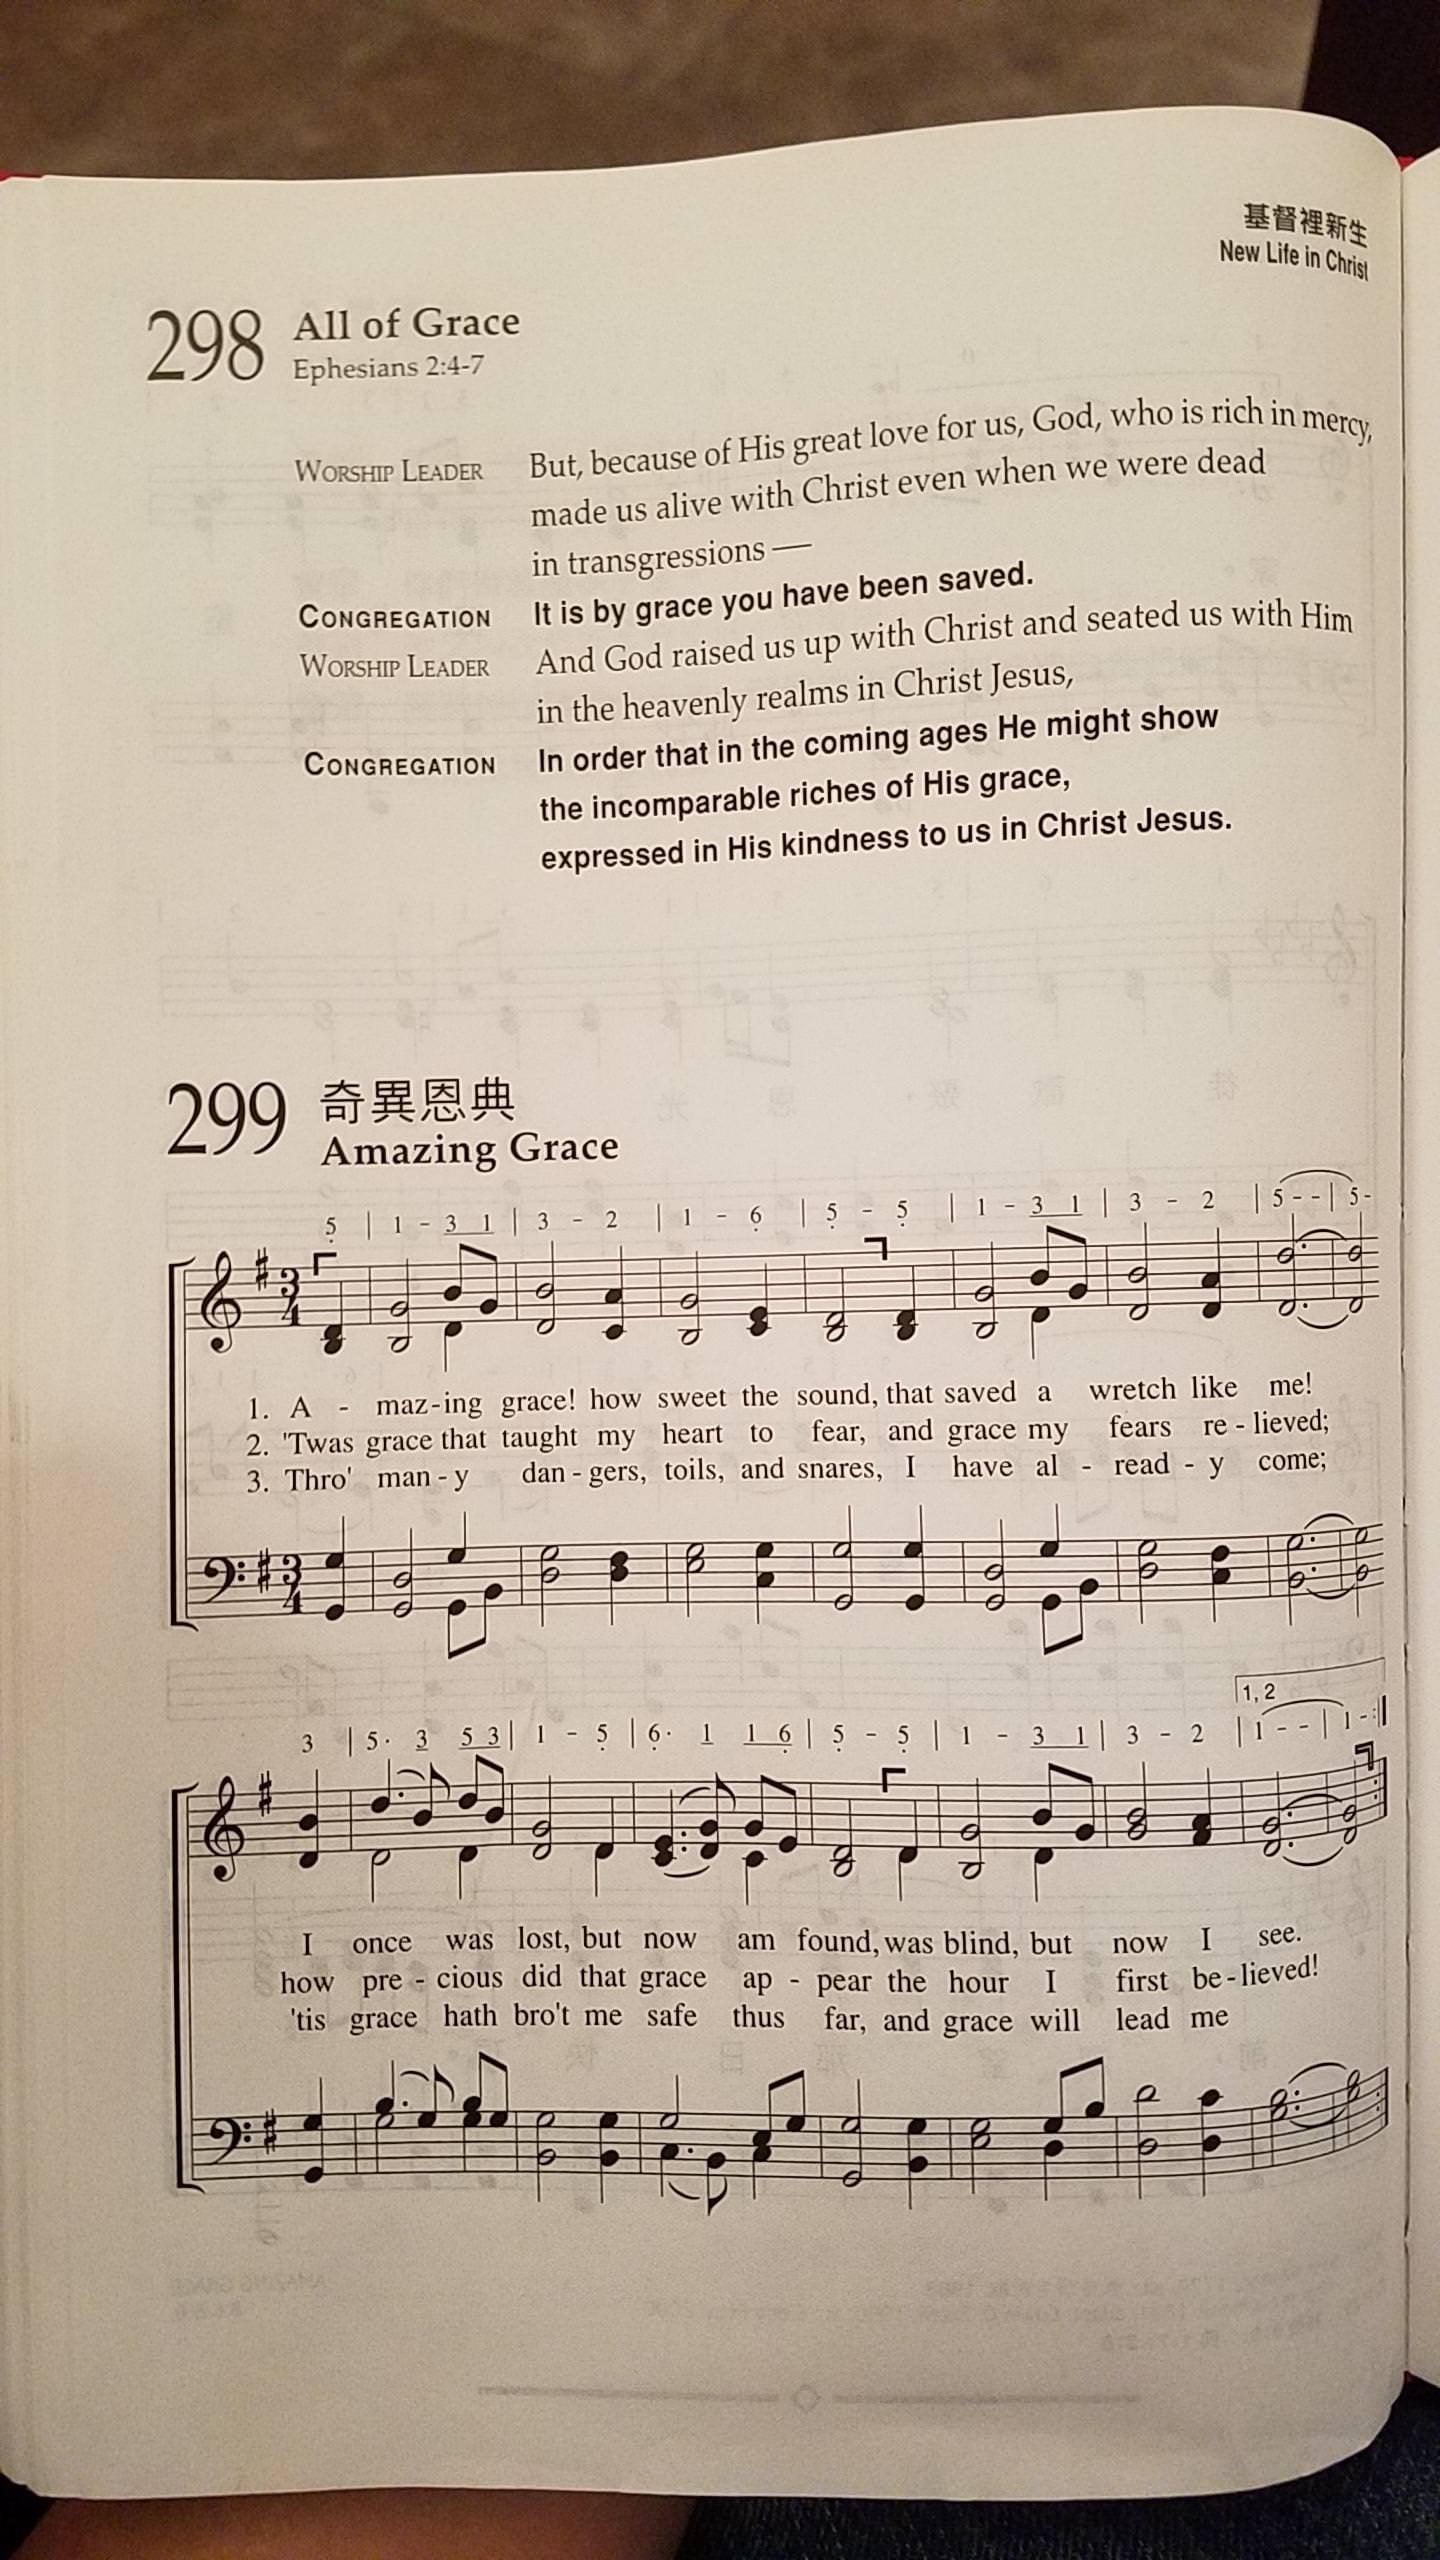 基督裡新生
New Life in Christ
298 All of Grace
Ephesians 2:4-7
WORSHIP LEADER But, because of His great love for us, God, who is rich in mercy,
made us alive with Christ even when we were dead
in transgressions —
CONGREGATION It is by grace you have been saved.
WORSHIP LEADER And God raised us up with Christ and seated us with Him
in the heavenly realms in Christ Jesus,
CONGREGATION In order that in the coming ages He might show
the incomparable riches of His grace,
expressed in His kindness to us in Christ Jesus.
299 奇異恩典
Amazing Grace
5 | 1 - 3 1 | 3 - 2 | 1 - 6 | 5 - 5 | 1 - 3 1 | 3 - 2 | 5 - - | 5 -
3 4
1. A - maz-ing grace! how sweet the sound, that saved a wretch like me!
2. 'Twas grace that taught my heart to fear, and grace my fears re - lieved;
3. Thro' man - y dan - gers, toils, and snares, I have al - read - y come;
3 4
1, 2
3 | 5· 3 5 3 | 1 - 5 | 6· 1 1 6 | 5 - 5 | 1 - 3 1 | 3 - 2 | 1 - - | 1 - :||
I once was lost, but now am found, was blind, but now I see.
how pre - cious did that grace ap - pear the hour I first be - lieved!
'tis grace hath bro't me safe thus far, and grace will lead me